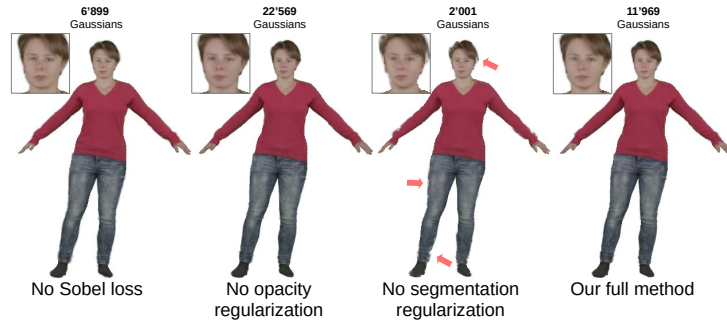 6’899
Gaussians
22’569
Gaussians
2’001
Gaussians
11’969
Gaussians
No Sobel loss
No opacity
regularization
No segmentation
regularization
Our full method